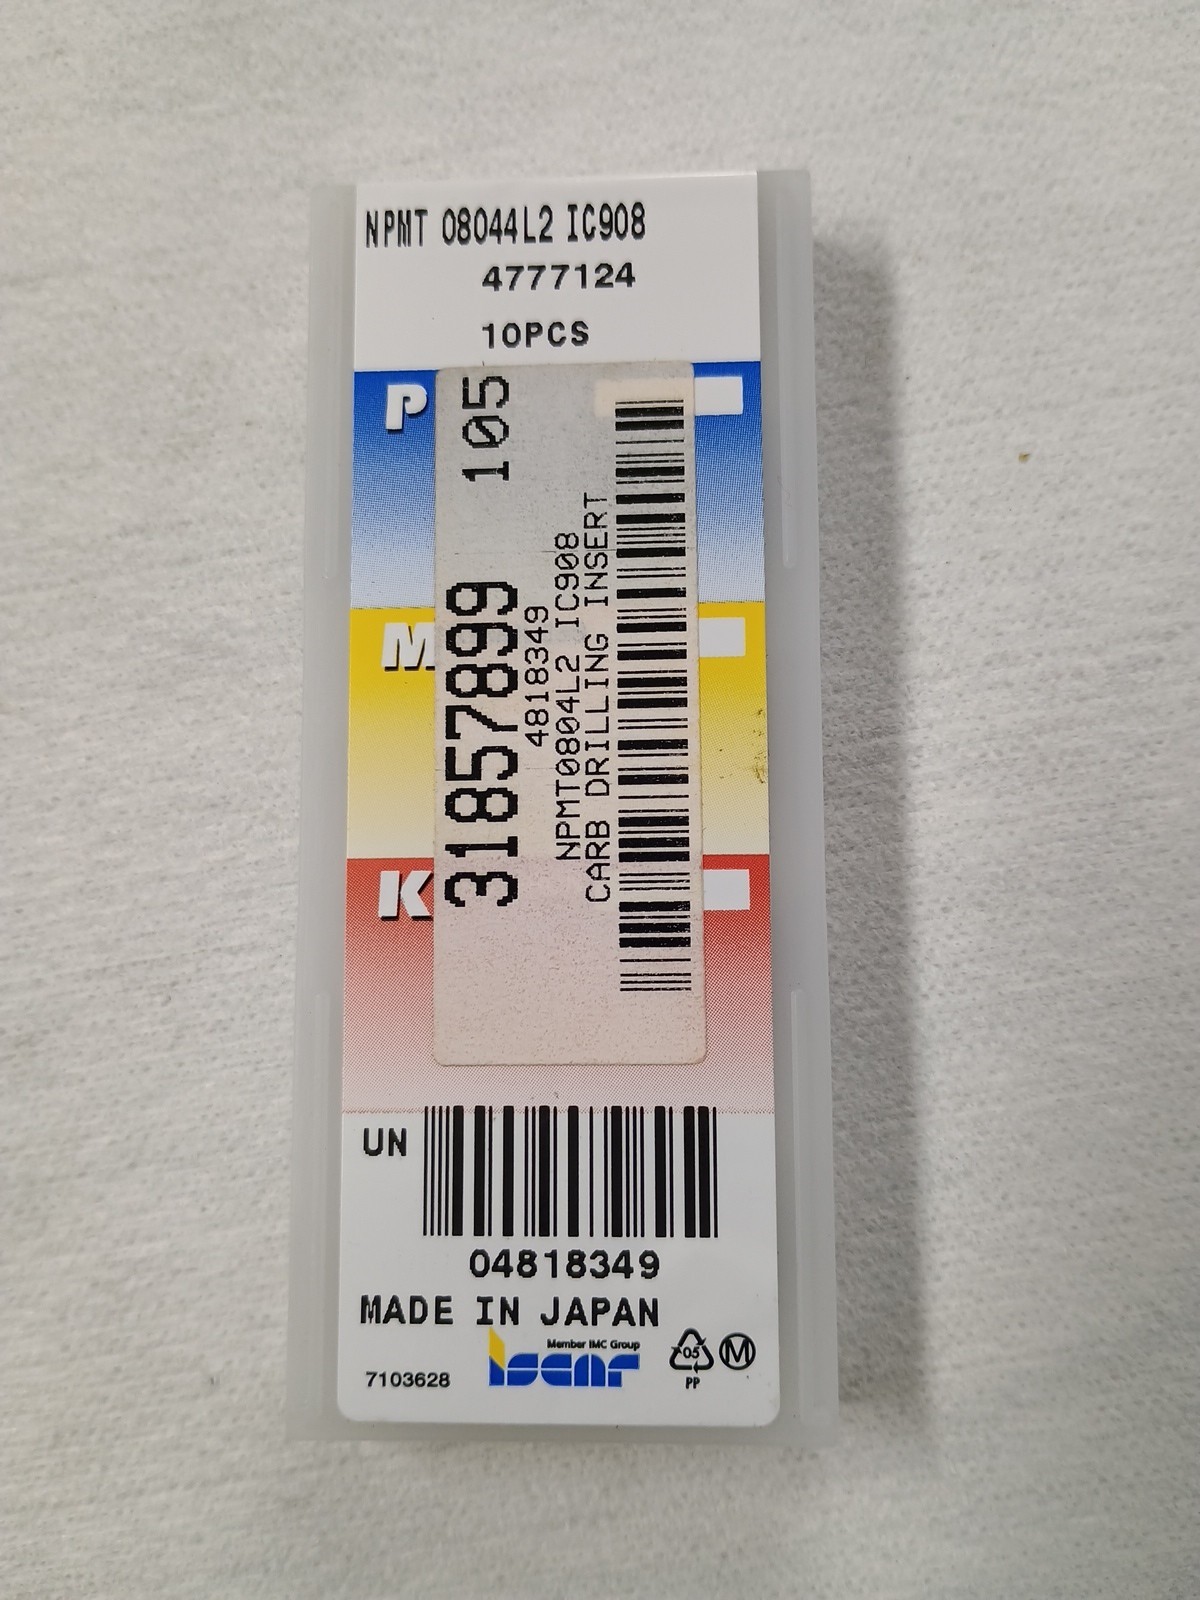 NPMT 08044L2 IC908
4777124
10PCS
P
M
K
31857899 105
4818349
NPMT0804L2 IC908
CARB DRILLING INSERT
UN
04818349
MADE IN JAPAN
Member IMC Group
iscar
7103628
05
PP
M